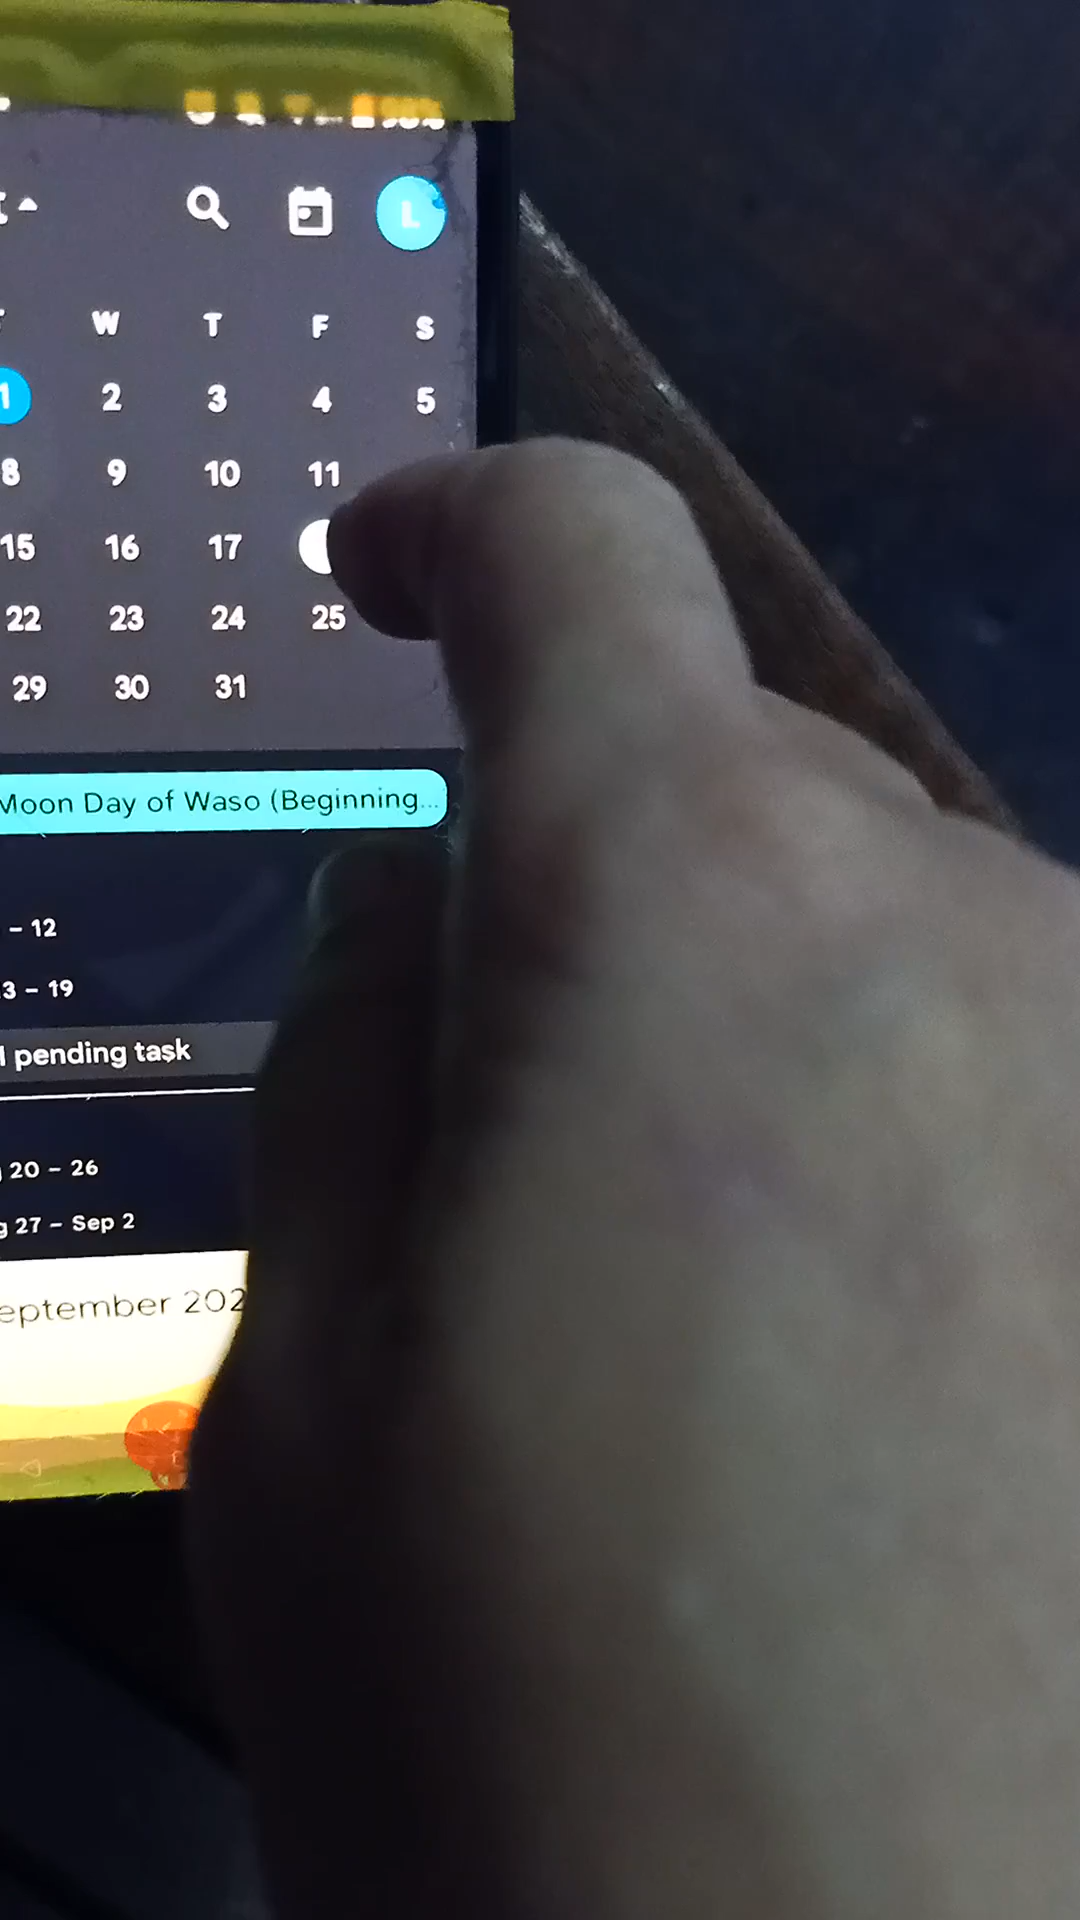 L
W T F S
1 2 3 4 5
8 9 10 11
15 16 17
22 23 24 25
29 30 31
Moon Day of Waso (Beginning...
– 12
3 – 19
pending task
20 – 26
g 27 – Sep 2
eptember 202